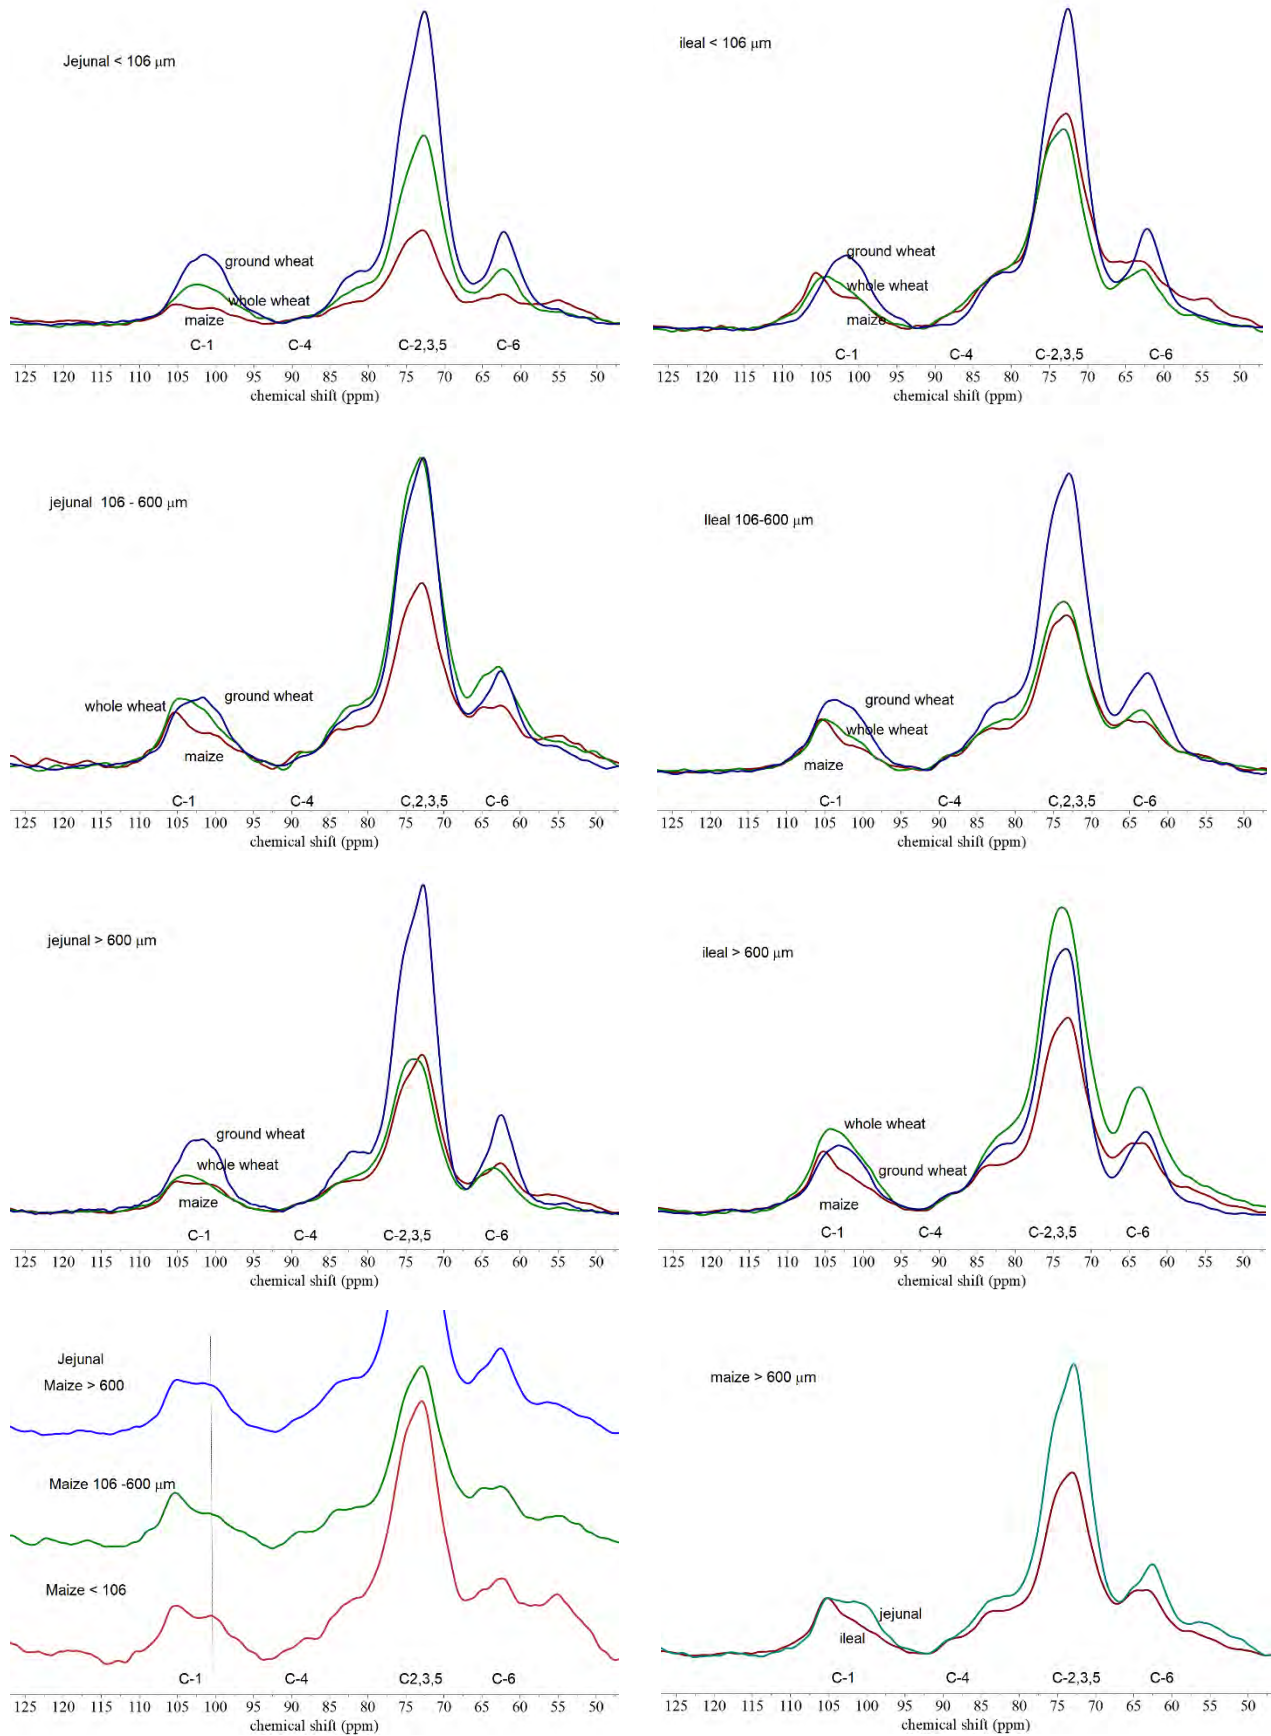 Jejunal < 106 μm
ground wheat
whole wheat
maize
C-1 C-4 C-2,3,5 C-6
125 120 115 110 105 100 95 90 85 80 75 70 65 60 55 50
chemical shift (ppm)
ileal < 106 μm
ground wheat
whole wheat
maize
C-1 C-4 C-2,3,5 C-6
125 120 115 110 105 100 95 90 85 80 75 70 65 60 55 50
chemical shift (ppm)
jejunal 106 - 600 μm
whole wheat
ground wheat
maize
C-1 C-4 C,2,3,5 C-6
125 120 115 110 105 100 95 90 85 80 75 70 65 60 55 50
chemical shift (ppm)
Ileal 106-600 μm
ground wheat
whole wheat
maize
C-1 C-4 C,2,3,5 C-6
125 120 115 110 105 100 95 90 85 80 75 70 65 60 55 50
chemical shift (ppm)
jejunal > 600 μm
ground wheat
whole wheat
maize
C-1 C-4 C-2,3,5 C-6
125 120 115 110 105 100 95 90 85 80 75 70 65 60 55 50
chemical shift (ppm)
ileal > 600 μm
whole wheat
ground wheat
maize
C-1 C-4 C-2,3,5 C-6
125 120 115 110 105 100 95 90 85 80 75 70 65 60 55 50
chemical shift (ppm)
Jejunal
Maize > 600
Maize 106 -600 μm
Maize < 106
C-1 C-4 C2,3,5 C-6
125 120 115 110 105 100 95 90 85 80 75 70 65 60 55 50
chemical shift (ppm)
maize > 600 μm
jejunal
ileal
C-1 C-4 C-2,3,5 C-6
125 120 115 110 105 100 95 90 85 80 75 70 65 60 55 50
chemical shift (ppm)